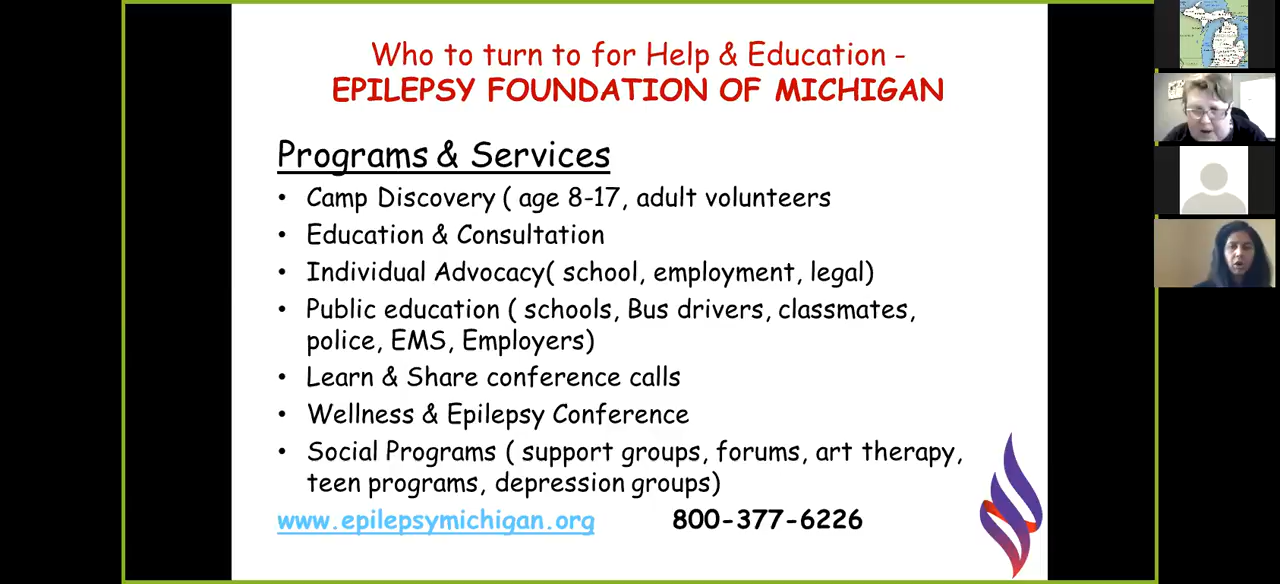 Who to turn to for Help & Education -
EPILEPSY FOUNDATION OF MICHIGAN
Programs & Services
• Camp Discovery ( age 8-17, adult volunteers
• Education & Consultation
• Individual Advocacy( school, employment, legal)
• Public education ( schools, Bus drivers, classmates,
police, EMS, Employers)
• Learn & Share conference calls
• Wellness & Epilepsy Conference
• Social Programs ( support groups, forums, art therapy,
teen programs, depression groups)
www.epilepsymichigan.org 800-377-6226